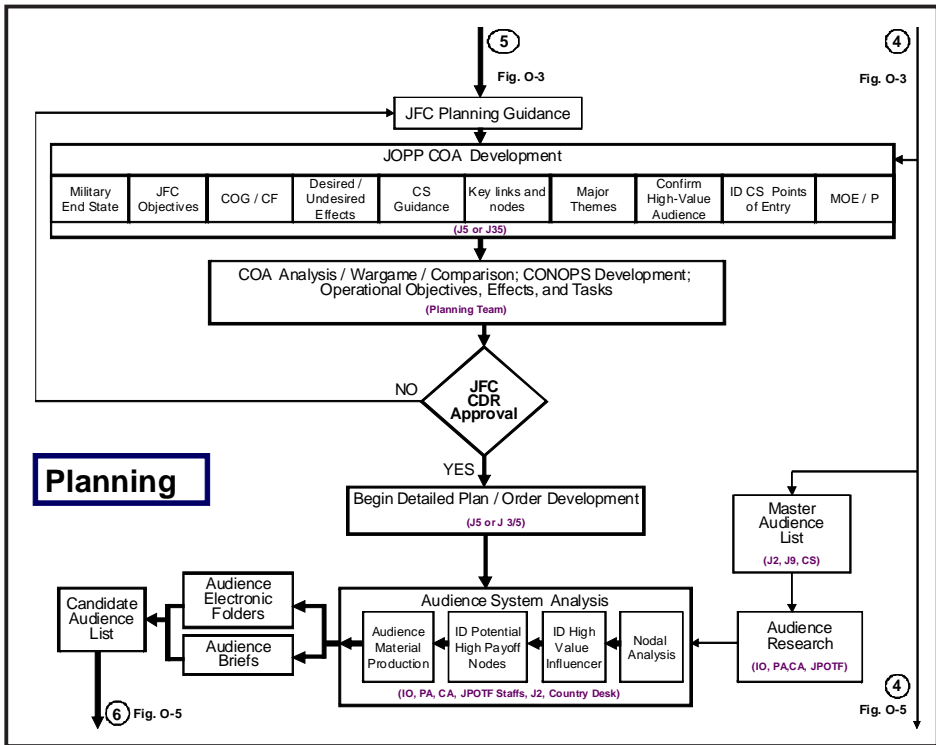 5
Fig. O-3
4
Fig. O-3
JFC Planning Guidance
JOPP COA Development
Military
End State
JFC
Objectives
COG / CF
Desired /
Undesired
Effects
CS
Guidance
Key links and
nodes
Major
Themes
Confirm
High-Value
Audience
ID CS Points
of Entry
MOE / P
(J5 or J35)
COA Analysis / Wargame / Comparison; CONOPS Development;
Operational Objectives, Effects, and Tasks
(Planning Team)
JFC
CDR
Approval
NO
YES
Planning
Begin Detailed Plan / Order Development
(J5 or J 3/5)
Master
Audience
List
(J2, J9, CS)
Audience
Research
(IO, PA,CA, JPOTF)
Audience System Analysis
Nodal
Analysis
ID High
Value
Influencer
ID Potential
High Payoff
Nodes
Audience
Material
Production
(IO, PA, CA, JPOTF Staffs, J2, Country Desk)
Audience
Electronic
Folders
Audience
Briefs
Candidate
Audience
List
6
Fig. O-5
4
Fig. O-5